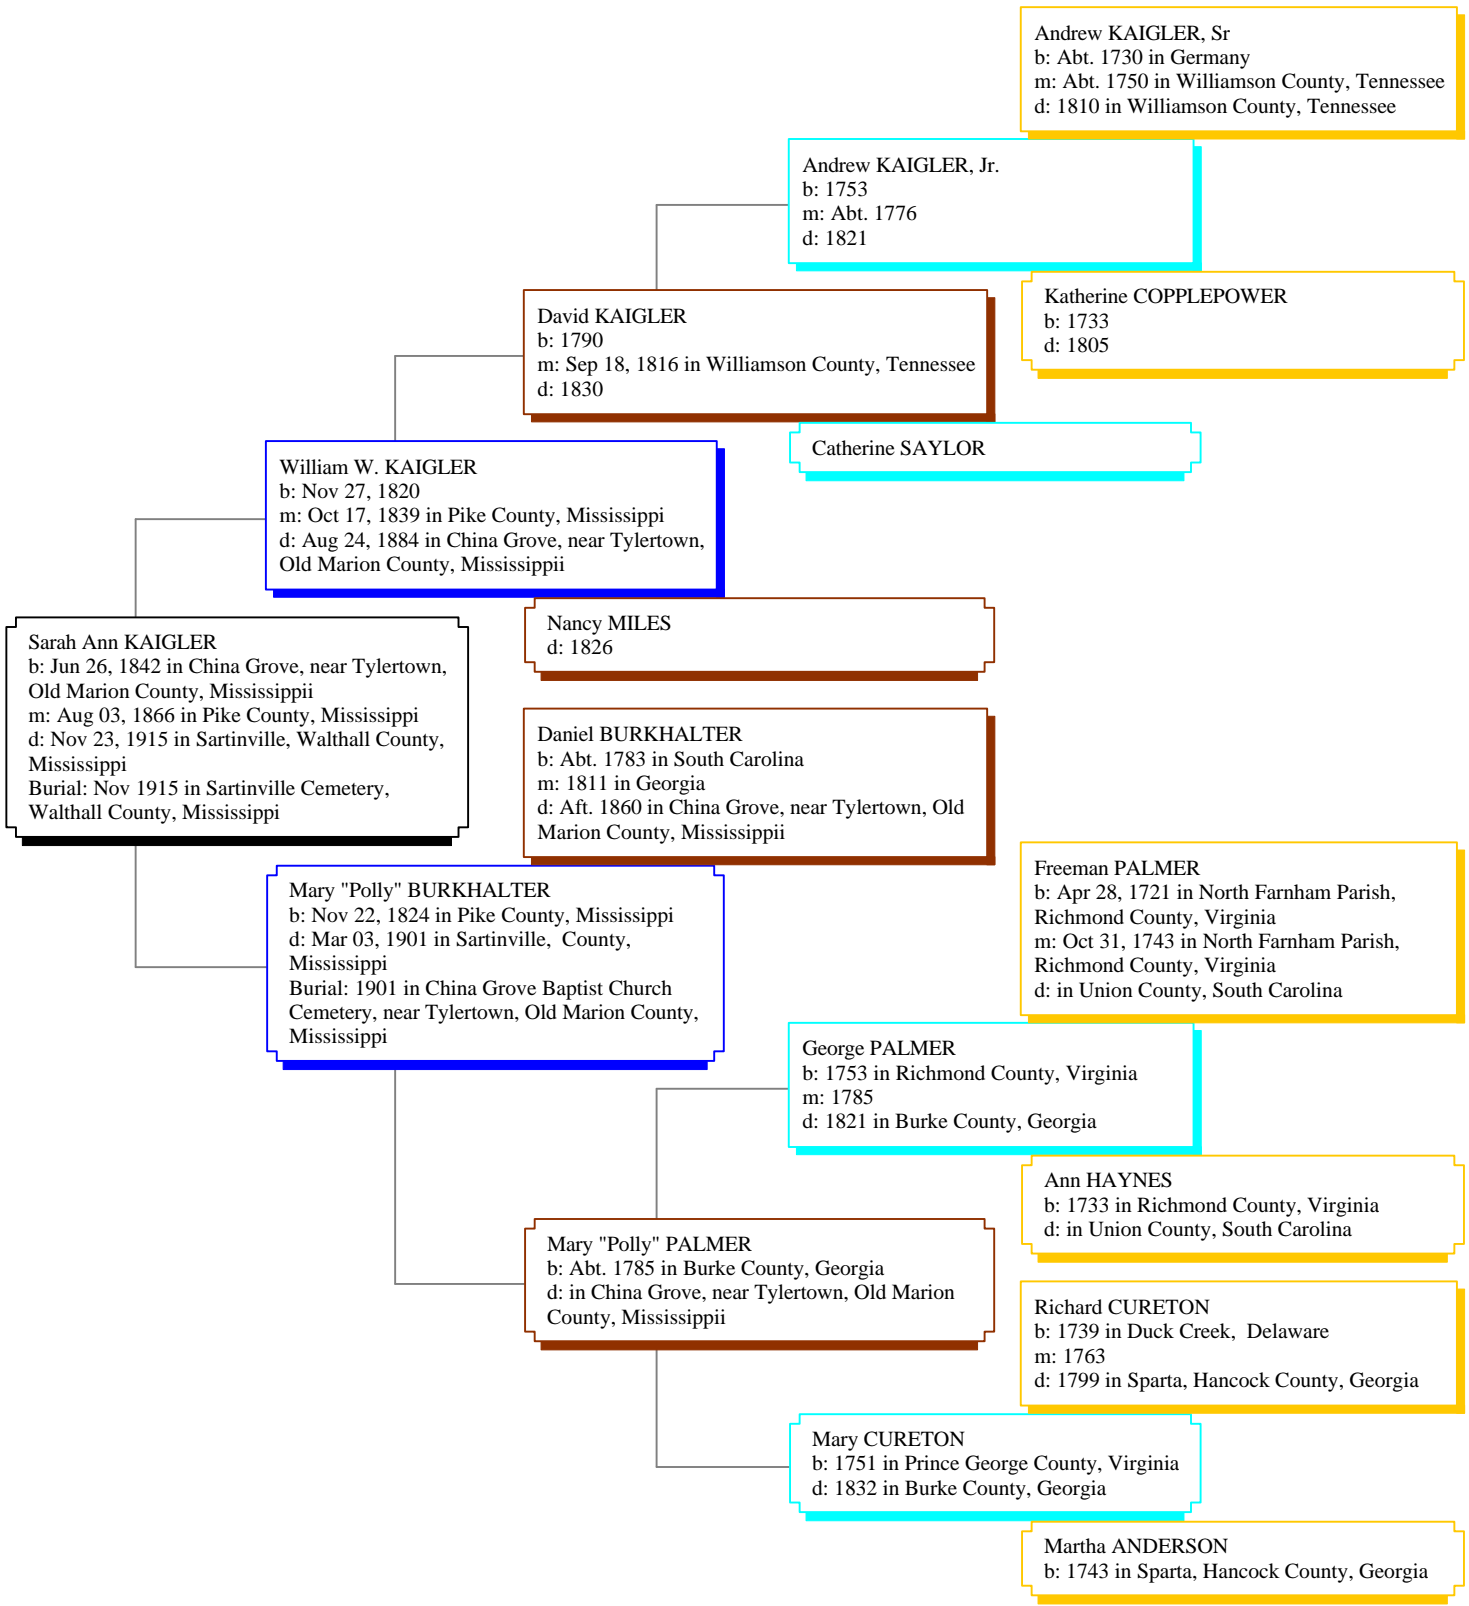 Andrew KAIGLER, Sr
b: Abt. 1730 in Germany
m: Abt. 1750 in Williamson County, Tennessee
d: 1810 in Williamson County, Tennessee
Andrew KAIGLER, Jr.
b: 1753
m: Abt. 1776
d: 1821
Katherine COPPLEPOWER
b: 1733
d: 1805
David KAIGLER
b: 1790
m: Sep 18, 1816 in Williamson County, Tennessee
d: 1830
Catherine SAYLOR
William W. KAIGLER
b: Nov 27, 1820
m: Oct 17, 1839 in Pike County, Mississippi
d: Aug 24, 1884 in China Grove, near Tylertown,
Old Marion County, Mississippii
Nancy MILES
d: 1826
Sarah Ann KAIGLER
b: Jun 26, 1842 in China Grove, near Tylertown,
Old Marion County, Mississippii
m: Aug 03, 1866 in Pike County, Mississippi
d: Nov 23, 1915 in Sartinville, Walthall County,
Mississippi
Burial: Nov 1915 in Sartinville Cemetery,
Walthall County, Mississippi
Daniel BURKHALTER
b: Abt. 1783 in South Carolina
m: 1811 in Georgia
d: Aft. 1860 in China Grove, near Tylertown, Old
Marion County, Mississippii
Mary "Polly" BURKHALTER
b: Nov 22, 1824 in Pike County, Mississippi
d: Mar 03, 1901 in Sartinville,  County,
Mississippi
Burial: 1901 in China Grove Baptist Church
Cemetery, near Tylertown, Old Marion County,
Mississippi
Freeman PALMER
b: Apr 28, 1721 in North Farnham Parish,
Richmond County, Virginia
m: Oct 31, 1743 in North Farnham Parish,
Richmond County, Virginia
d: in Union County, South Carolina
George PALMER
b: 1753 in Richmond County, Virginia
m: 1785
d: 1821 in Burke County, Georgia
Ann HAYNES
b: 1733 in Richmond County, Virginia
d: in Union County, South Carolina
Mary "Polly" PALMER
b: Abt. 1785 in Burke County, Georgia
d: in China Grove, near Tylertown, Old Marion
County, Mississippii
Richard CURETON
b: 1739 in Duck Creek,  Delaware
m: 1763
d: 1799 in Sparta, Hancock County, Georgia
Mary CURETON
b: 1751 in Prince George County, Virginia
d: 1832 in Burke County, Georgia
Martha ANDERSON
b: 1743 in Sparta, Hancock County, Georgia